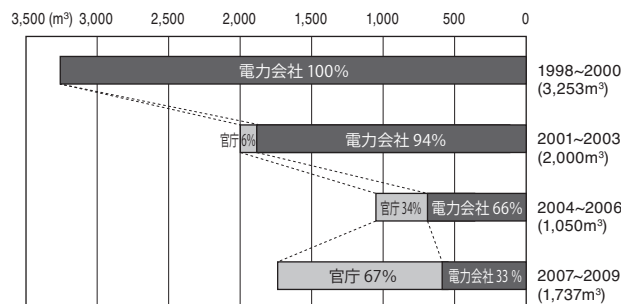 3,500 (m³) 3,000 2,500 2,000 1,500 1,000 500 0
電力会社 100%
1998~2000
(3,253m³)
官庁 6% 電力会社 94%
2001~2003
(2,000m³)
官庁 34% 電力会社 66%
2004~2006
(1,050m³)
官庁 67% 電力会社 33 %
2007~2009
(1,737m³)